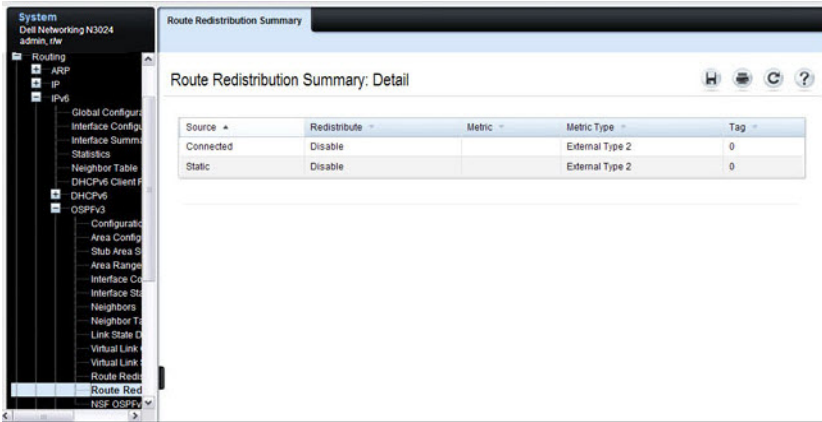 System
Dell Networking N3024
admin, r/w
Routing
ARP
IP
IPv6
Global Configura
Interface Configu
Interface Summa
Statistics
Neighbor Table
DHCPv6 Client F
DHCPv6
OSPFv3
Configuratio
Area Config
Stub Area S
Area Range
Interface Co
Interface Sta
Neighbors
Neighbor Ta
Link State D
Virtual Link
Virtual Link
Route Redis
Route Red
NSF OSPFv
Route Redistribution Summary
Route Redistribution Summary: Detail
?
Source Redistribute Metric Metric Type Tag
Connected Disable External Type 2 0
Static Disable External Type 2 0